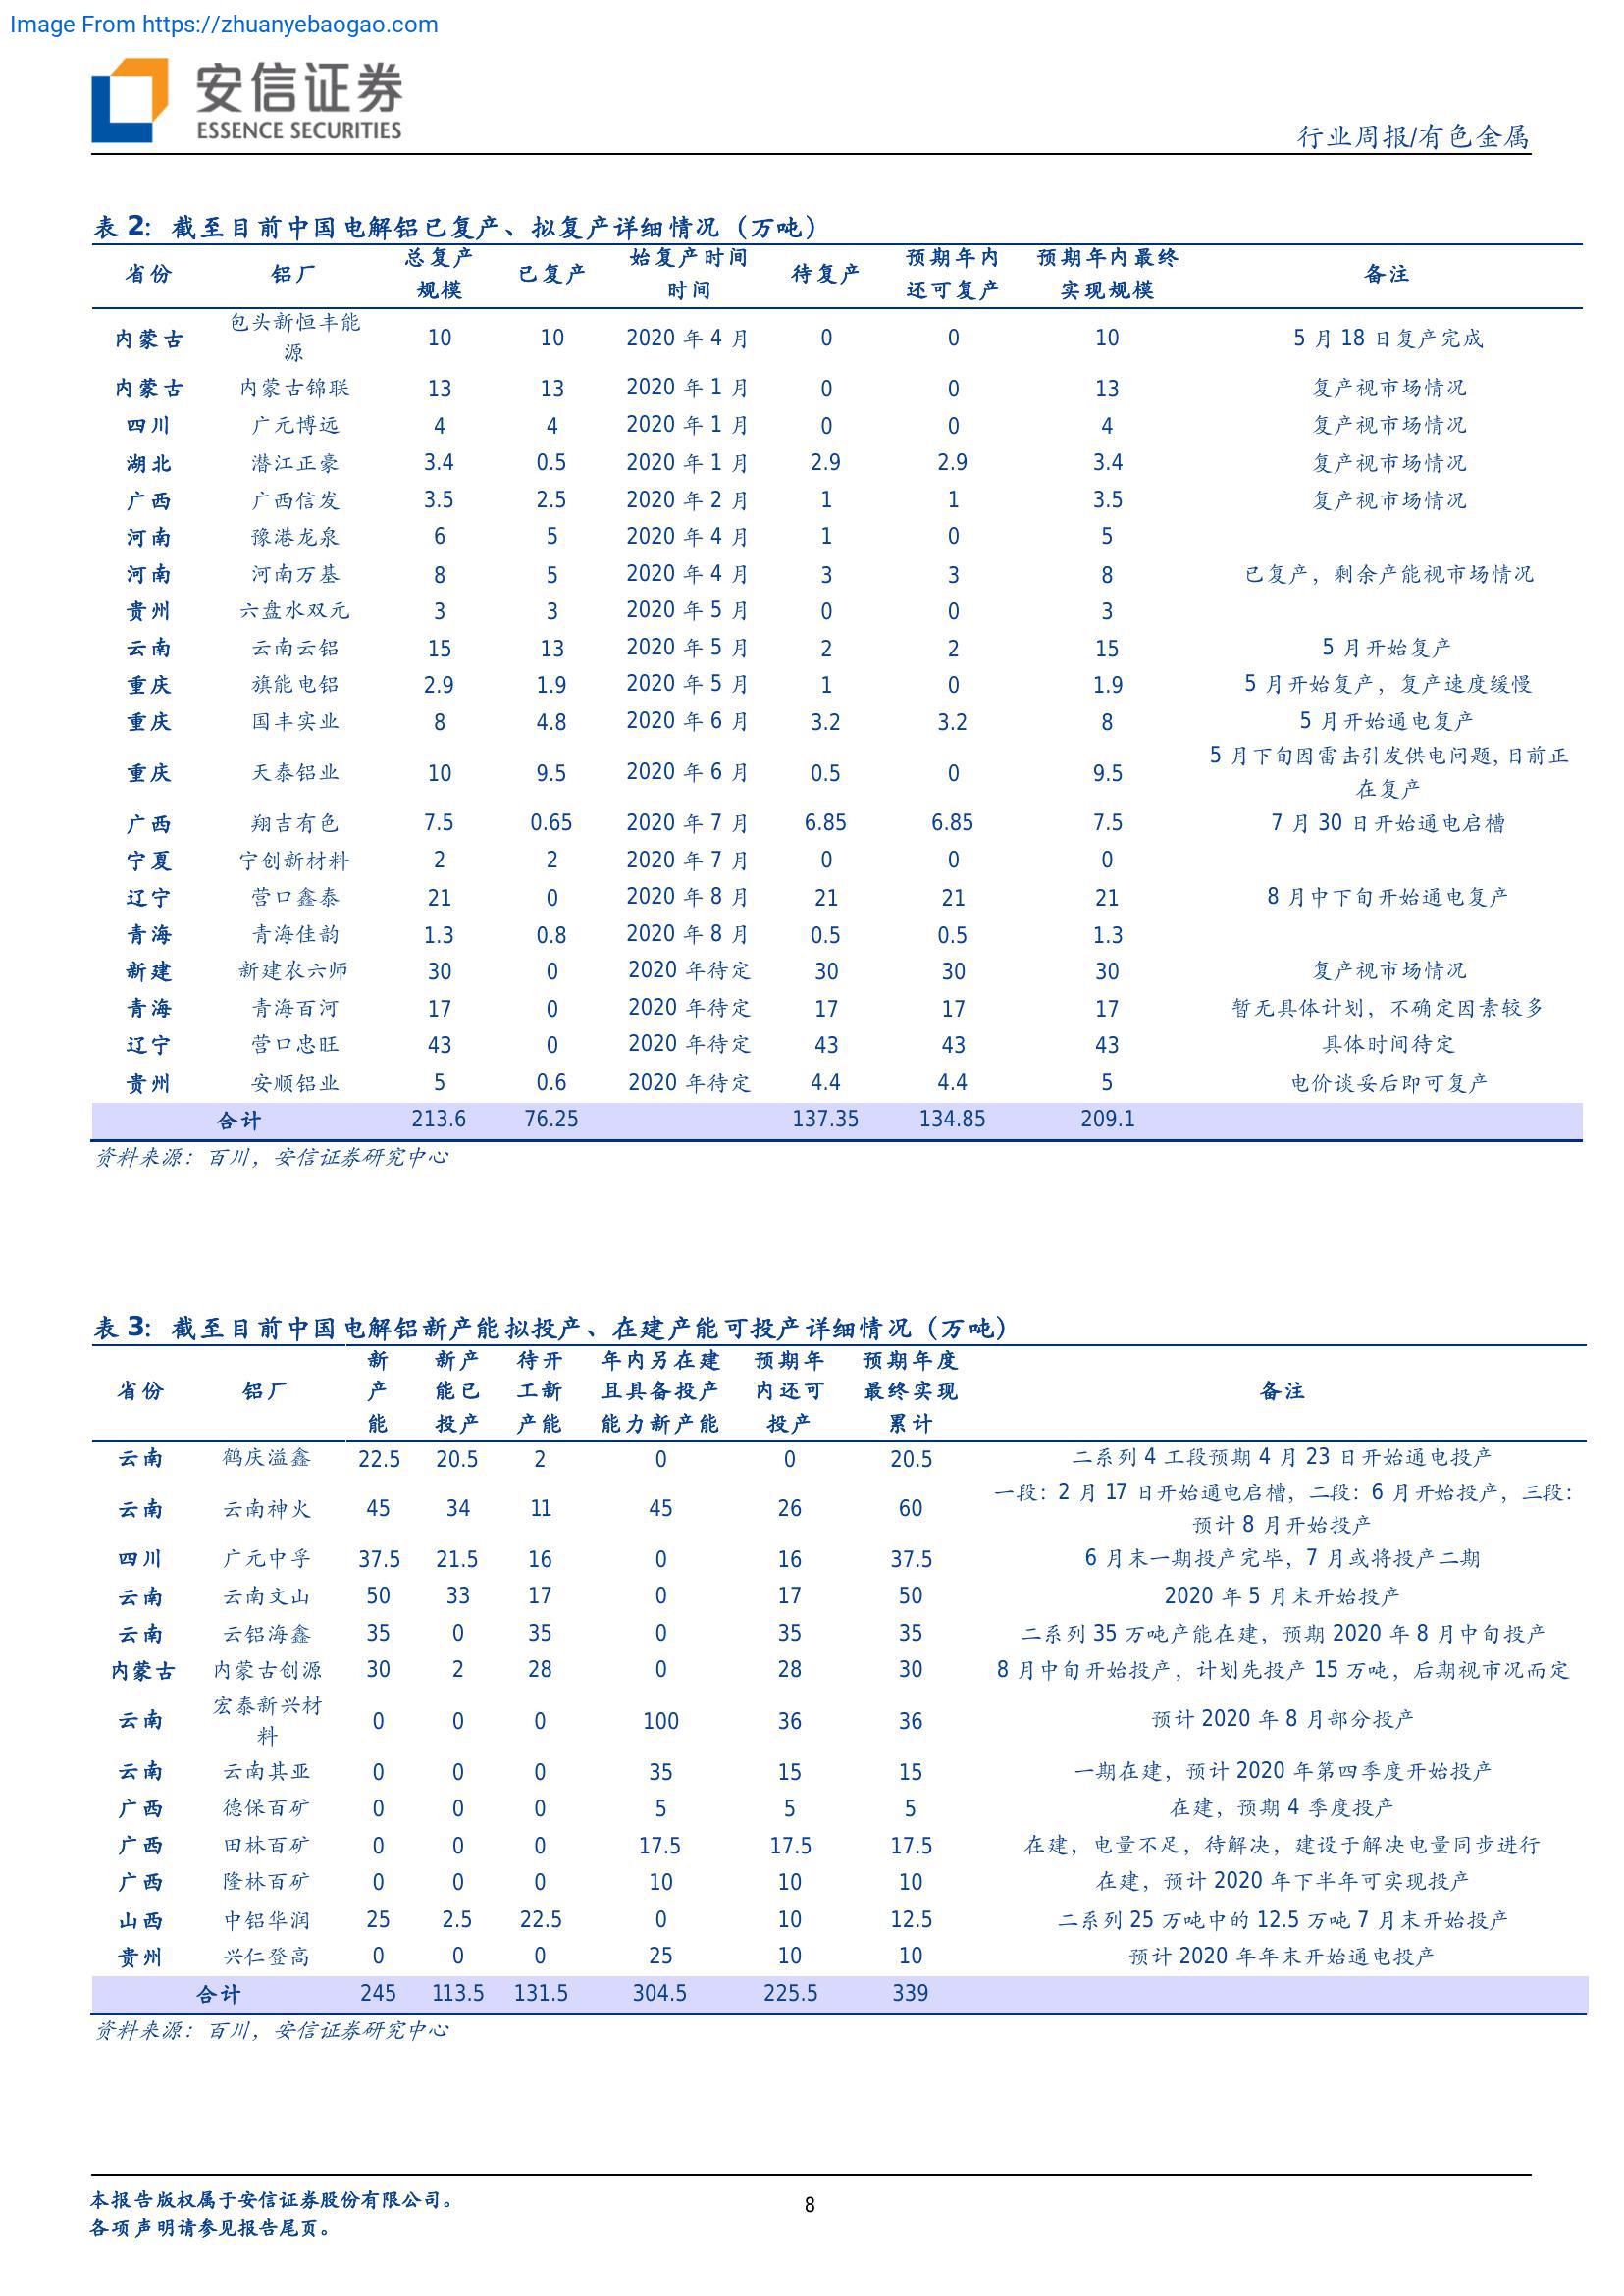 Image From https://zhuanyebaogao.com
安信证券
ESSENCE SECURITIES
行业周报/有色金属
表 2：截至目前中国电解铝已复产、拟复产详细情况（万吨）
省份 铝厂 总复产规模 已复产 始复产时间时间 待复产 预期年内还可复产 预期年内最终实现规模 备注
内蒙古 包头新恒丰能源 10 10 2020 年 4 月 0 0 10 5 月 18 日复产完成
内蒙古 内蒙古锦联 13 13 2020 年 1 月 0 0 13 复产视市场情况
四川 广元博远 4 4 2020 年 1 月 0 0 4 复产视市场情况
湖北 潜江正豪 3.4 0.5 2020 年 1 月 2.9 2.9 3.4 复产视市场情况
广西 广西信发 3.5 2.5 2020 年 2 月 1 1 3.5 复产视市场情况
河南 豫港龙泉 6 5 2020 年 4 月 1 0 5
河南 河南万基 8 5 2020 年 4 月 3 3 8 已复产，剩余产能视市场情况
贵州 六盘水双元 3 3 2020 年 5 月 0 0 3
云南 云南云铝 15 13 2020 年 5 月 2 2 15 5 月开始复产
重庆 旗能电铝 2.9 1.9 2020 年 5 月 1 0 1.9 5 月开始复产，复产速度缓慢
重庆 国丰实业 8 4.8 2020 年 6 月 3.2 3.2 8 5 月开始通电复产
重庆 天泰铝业 10 9.5 2020 年 6 月 0.5 0 9.5 5 月下旬因雷击引发供电问题，目前正在复产
广西 翔吉有色 7.5 0.65 2020 年 7 月 6.85 6.85 7.5 7 月 30 日开始通电启槽
宁夏 宁创新材料 2 2 2020 年 7 月 0 0 0
辽宁 营口鑫泰 21 0 2020 年 8 月 21 21 21 8 月中下旬开始通电复产
青海 青海佳韵 1.3 0.8 2020 年 8 月 0.5 0.5 1.3
新建 新建农六师 30 0 2020 年待定 30 30 30 复产视市场情况
青海 青海百河 17 0 2020 年待定 17 17 17 暂无具体计划，不确定因素较多
辽宁 营口忠旺 43 0 2020 年待定 43 43 43 具体时间待定
贵州 安顺铝业 5 0.6 2020 年待定 4.4 4.4 5 电价谈妥后即可复产
合计 213.6 76.25 137.35 134.85 209.1
资料来源：百川，安信证券研究中心
表 3：截至目前中国电解铝新产能拟投产、在建产能可投产详细情况（万吨）
省份 铝厂 新产能 新产能已投产 待开工新产能 年内另在建且具备投产能力新产能 预期年内还可投产 预期年度最终实现累计 备注
云南 鹤庆溢鑫 22.5 20.5 2 0 0 20.5 二系列 4 工段预期 4 月 23 日开始通电投产
云南 云南神火 45 34 11 45 26 60 一段：2 月 17 日开始通电启槽，二段：6 月开始投产，三段：预计 8 月开始投产
四川 广元中孚 37.5 21.5 16 0 16 37.5 6 月末一期投产完毕，7 月或将投产二期
云南 云南文山 50 33 17 0 17 50 2020 年 5 月末开始投产
云南 云铝海鑫 35 0 35 0 35 35 二系列 35 万吨产能在建，预期 2020 年 8 月中旬投产
内蒙古 内蒙古创源 30 2 28 0 28 30 8 月中旬开始投产，计划先投产 15 万吨，后期视市况而定
云南 宏泰新兴材料 0 0 0 100 36 36 预计 2020 年 8 月部分投产
云南 云南其亚 0 0 0 35 15 15 一期在建，预计 2020 年第四季度开始投产
广西 德保百矿 0 0 0 5 5 5 在建，预期 4 季度投产
广西 田林百矿 0 0 0 17.5 17.5 17.5 在建，电量不足，待解决，建设于解决电量同步进行
广西 隆林百矿 0 0 0 10 10 10 在建，预计 2020 年下半年可实现投产
山西 中铝华润 25 2.5 22.5 0 10 12.5 二系列 25 万吨中的 12.5 万吨 7 月末开始投产
贵州 兴仁登高 0 0 0 25 10 10 预计 2020 年年末开始通电投产
合计 245 113.5 131.5 304.5 225.5 339
资料来源：百川，安信证券研究中心
本报告版权属于安信证券股份有限公司。
各项声明请参见报告尾页。
8